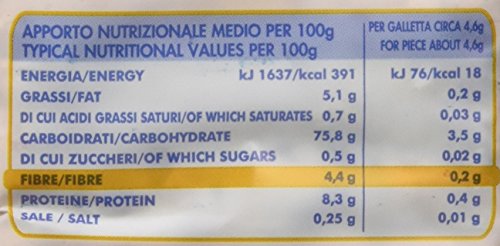 APPORTO NUTRIZIONALE MEDIO PER 100g PER GALLETTA CIRCA 4,6g
TYPICAL NUTRITIONAL VALUES PER 100g FOR PIECE ABOUT 4,6g
ENERGIA/ENERGY kJ 1637/kcal 391 kJ 76/kcal 18
GRASSI/FAT 5,1 g 0,2 g
DI CUI ACIDI GRASSI SATURI/OF WHICH SATURATES 0,7 g 0,03 g
CARBOIDRATI/CARBOHYDRATE 75,8 g 3,5 g
DI CUI ZUCCHERI/OF WHICH SUGARS 0,5 g 0,02 g
FIBRE/FIBRE 4,4 g 0,2 g
PROTEINE/PROTEIN 8,3 g 0,4 g
SALE / SALT 0,25 g 0,01 g